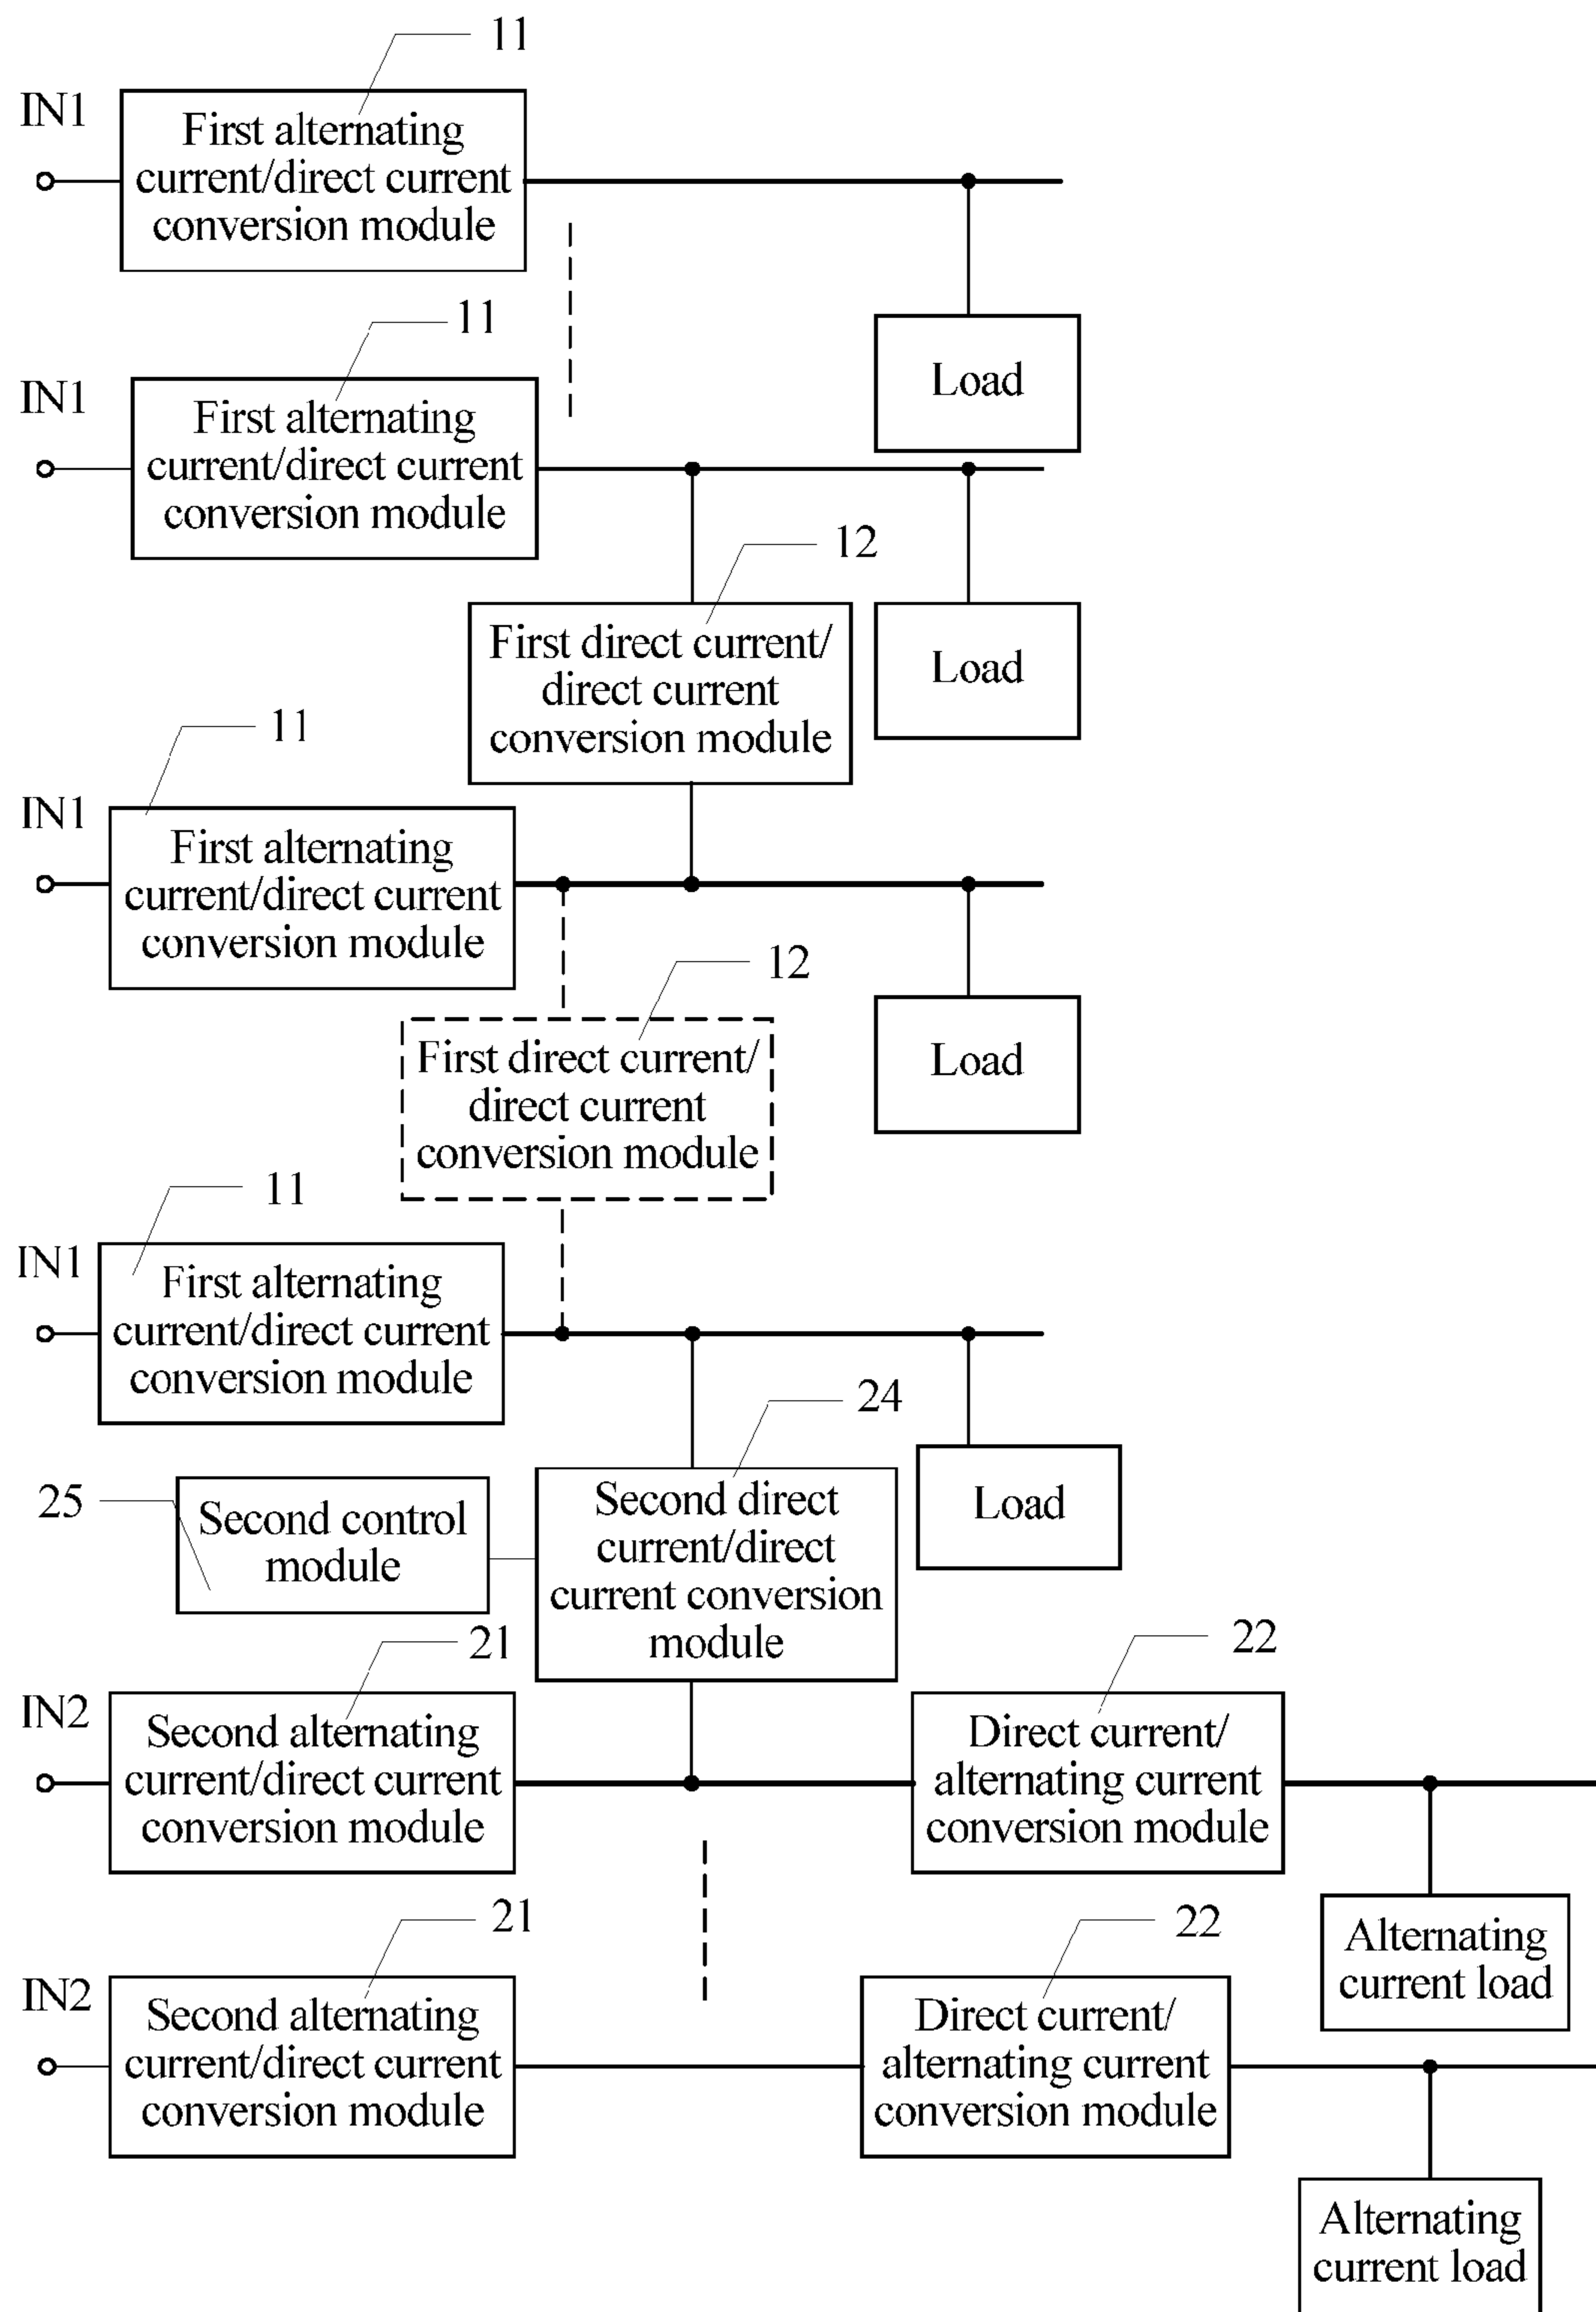 11
IN1
First alternating
current/direct current
conversion module
11
IN1
First alternating
current/direct current
conversion module
Load
12
First direct current/
direct current
conversion module
Load
11
IN1
First alternating
current/direct current
conversion module
12
First direct current/
direct current
conversion module
Load
11
IN1
First alternating
current/direct current
conversion module
24
25
Second control
module
Second direct
current/direct
current conversion
module
Load
21
22
IN2
Second alternating
current/direct current
conversion module
Direct current/
alternating current
conversion module
21
22
Alternating
current load
IN2
Second alternating
current/direct current
conversion module
Direct current/
alternating current
conversion module
Alternating
current load